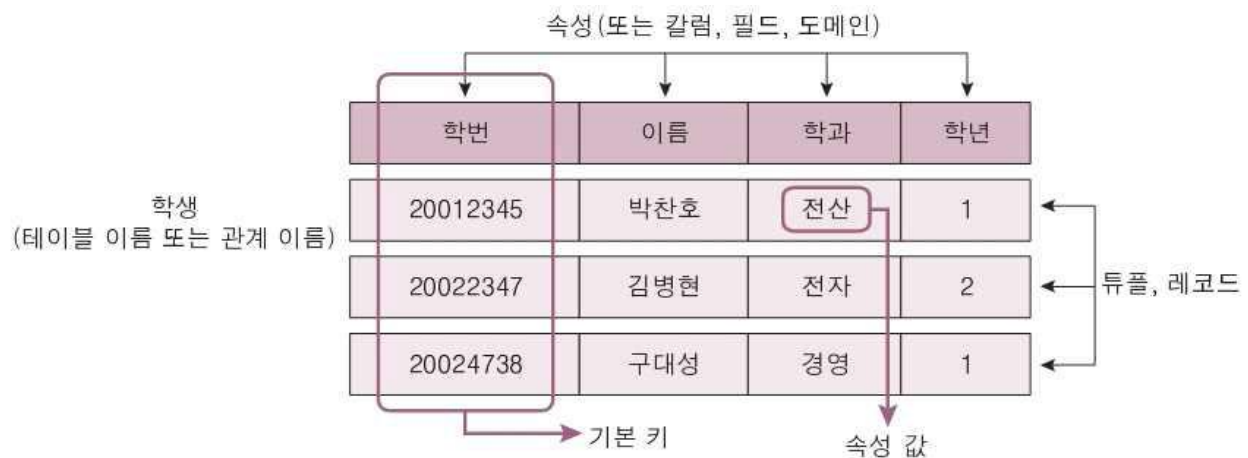 속성(또는 칼럼, 필드, 도메인)
학번 이름 학과 학년
학생
(테이블 이름 또는 관계 이름)
20012345 박찬호 전산 1
20022347 김병현 전자 2
튜플, 레코드
20024738 구대성 경영 1
기본 키
속성 값